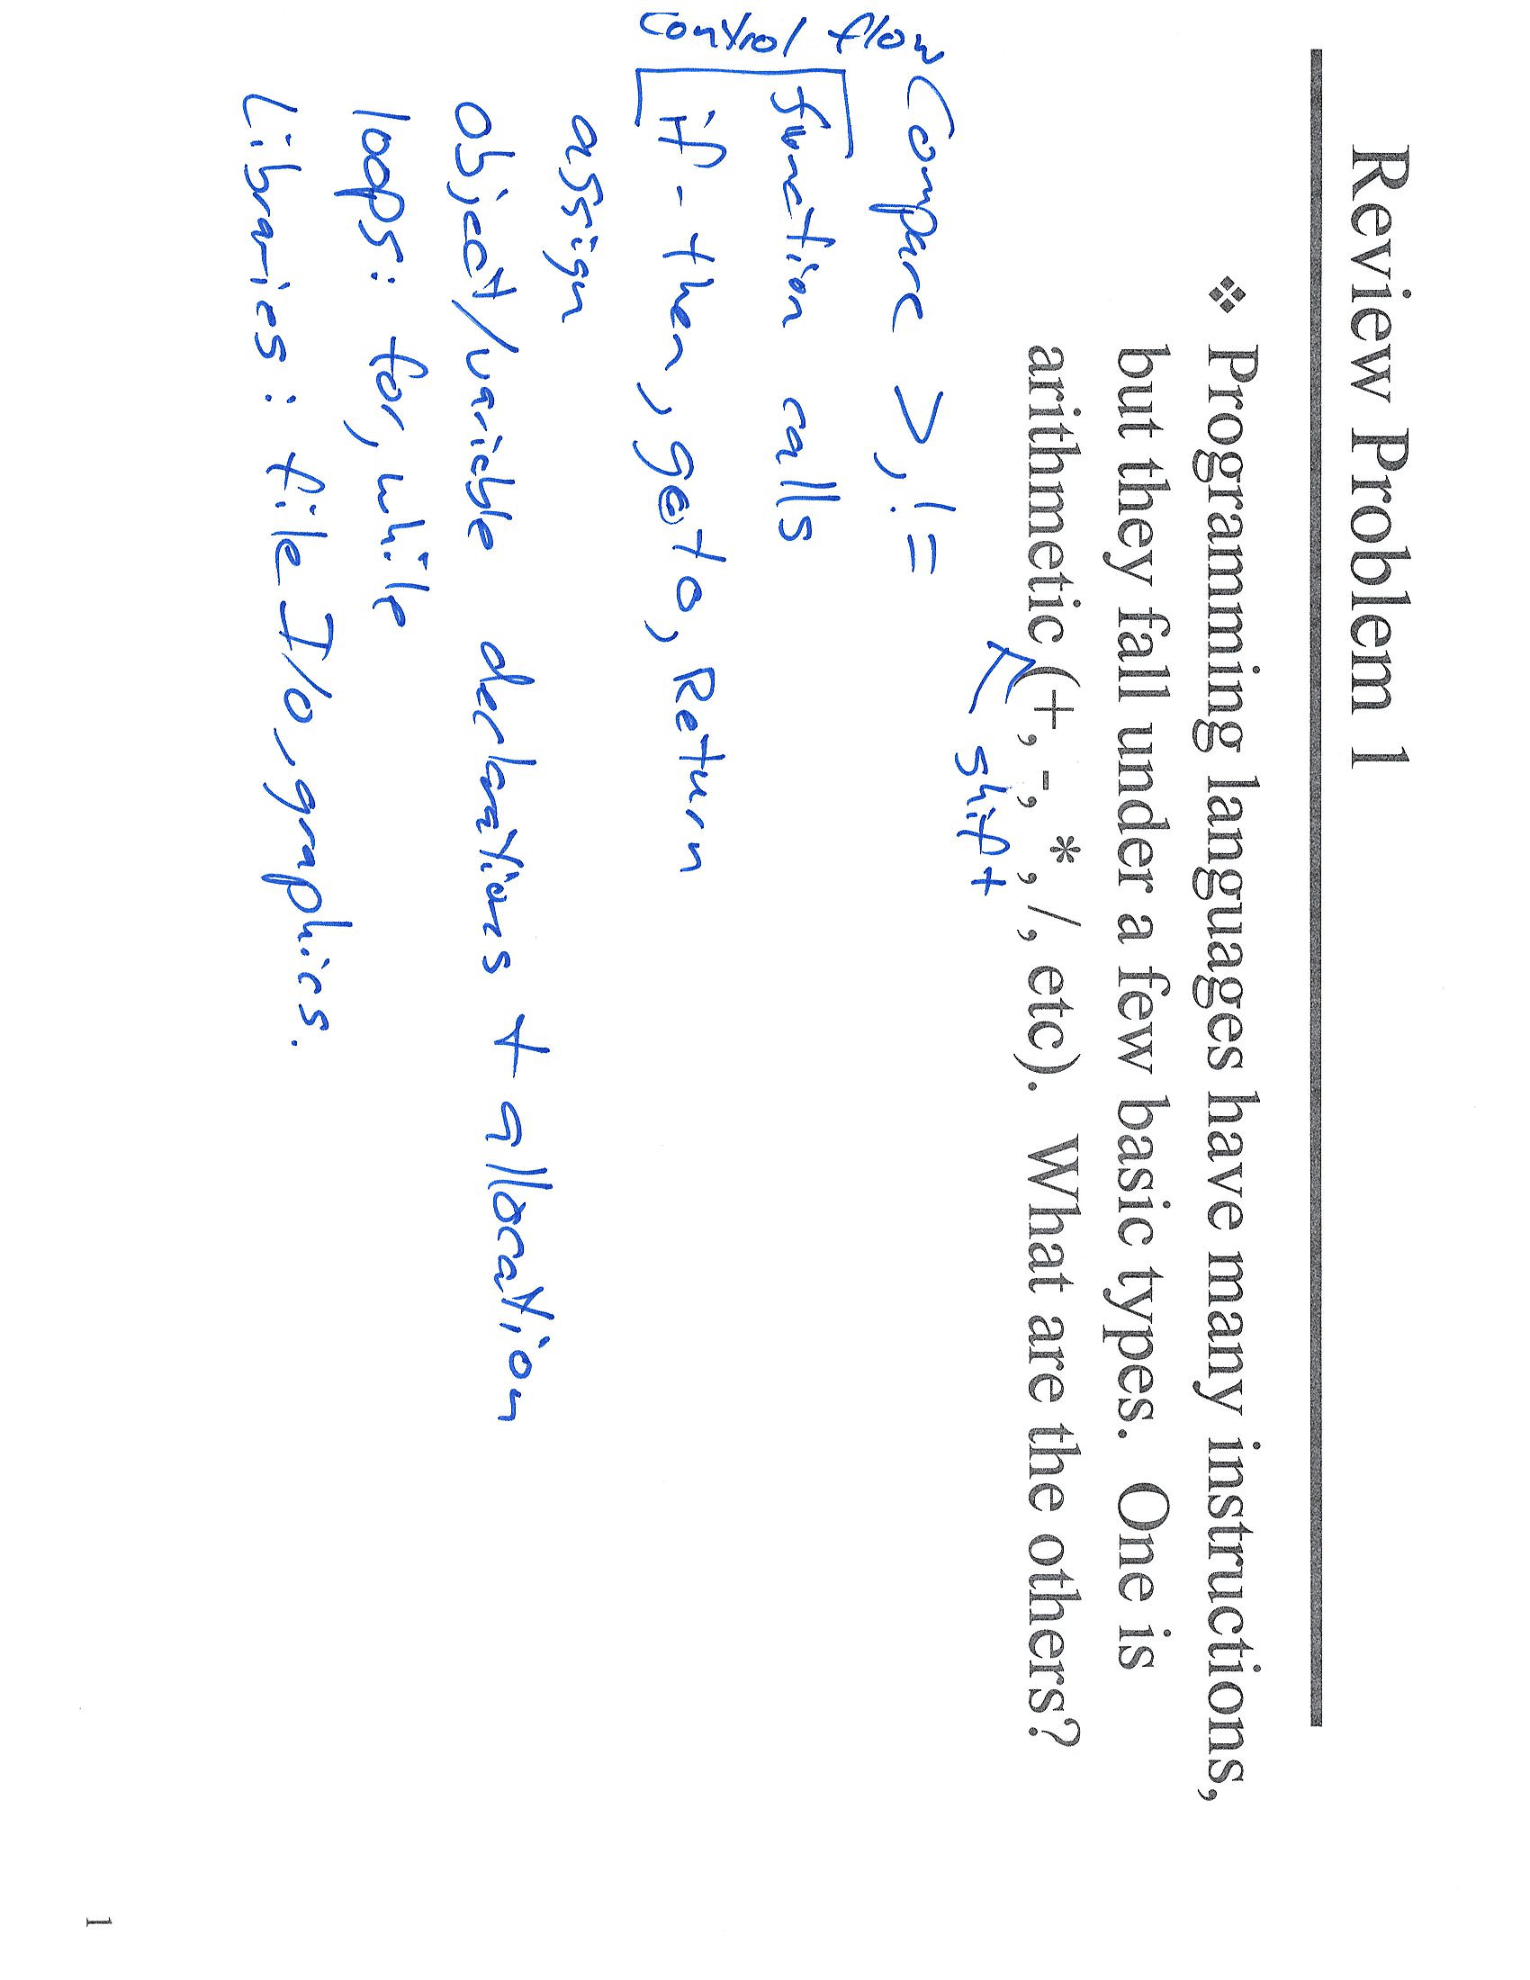 Review Problem 1
❖ Programming languages have many instructions,
but they fall under a few basic types. One is
arithmetic (+, -, *, /, etc). What are the others?
shift
Compare >, !=
control flow
function calls
if-then, goto, Return
assign
object/variable declarations + allocation
loops: for, while
Libraries: file I/O, graphics.
1